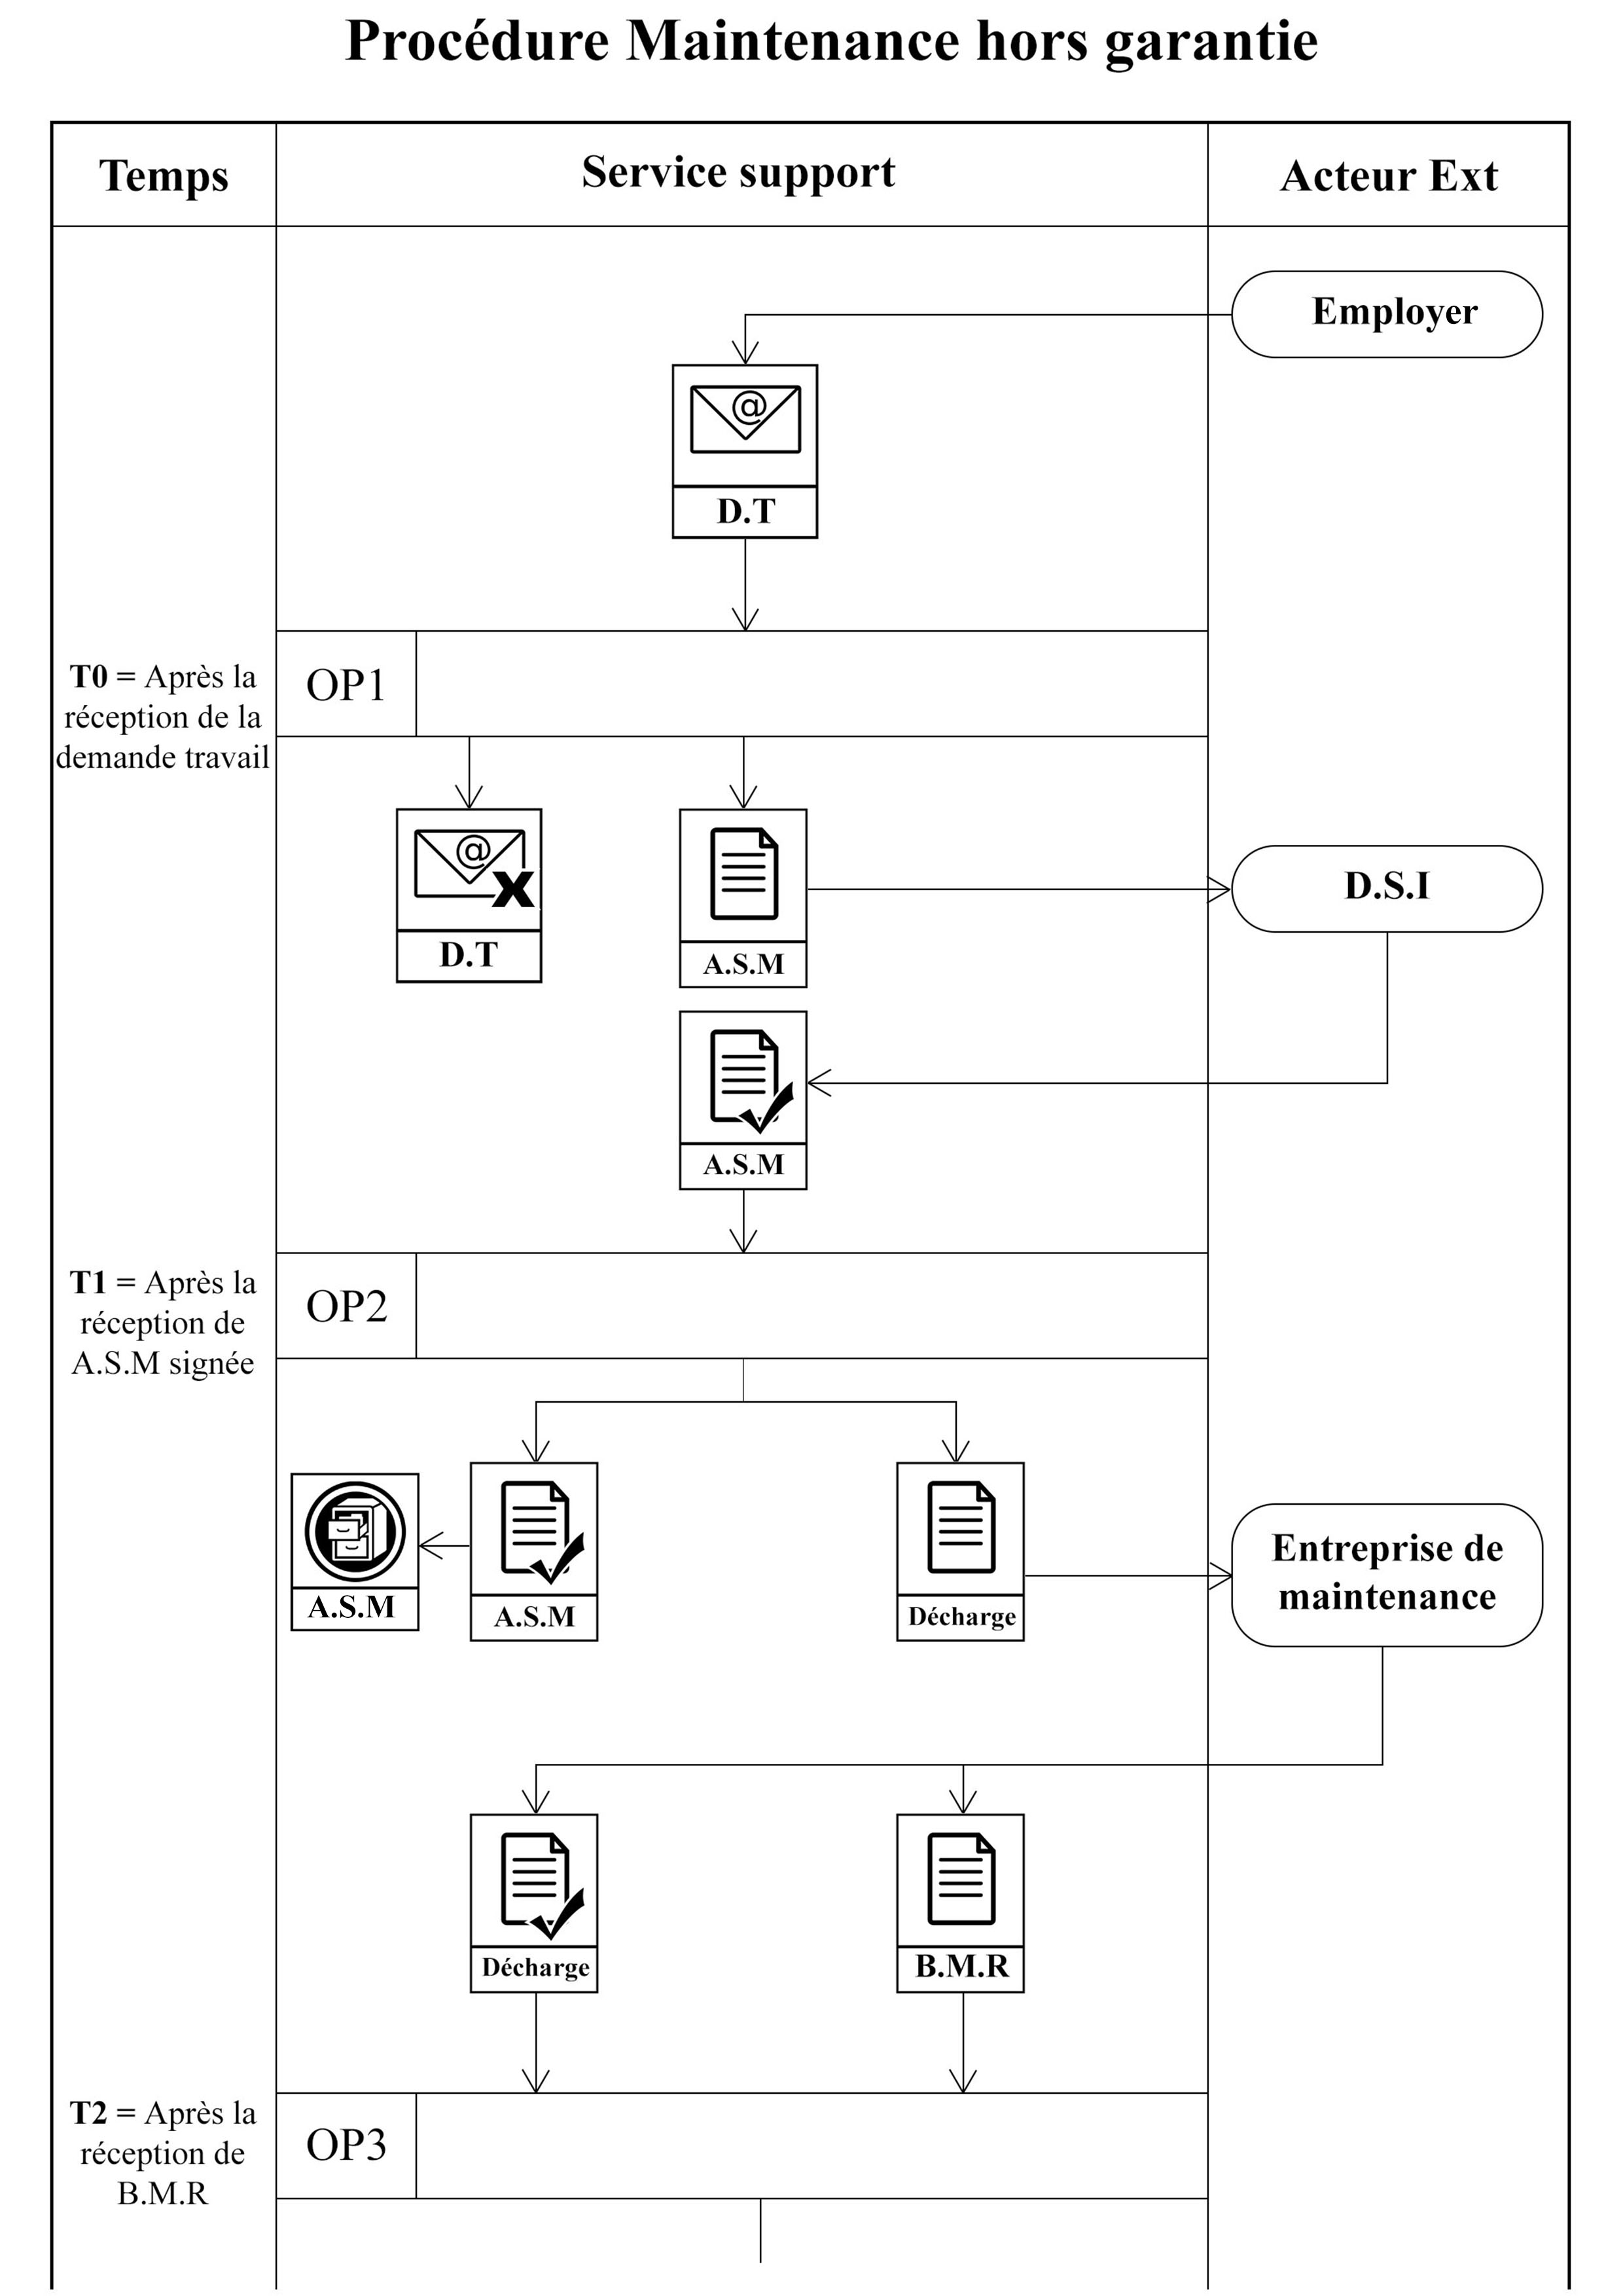 Procédure Maintenance hors garantie
Temps
Service support
Acteur Ext
Employer
@
D.T
T0 = Après la
réception de la
demande travail
OP1
@
D.T
A.S.M
D.S.I
A.S.M
T1 = Après la
réception de
A.S.M signée
OP2
A.S.M
A.S.M
Décharge
Entreprise de
maintenance
Décharge
B.M.R
T2 = Après la
réception de
B.M.R
OP3